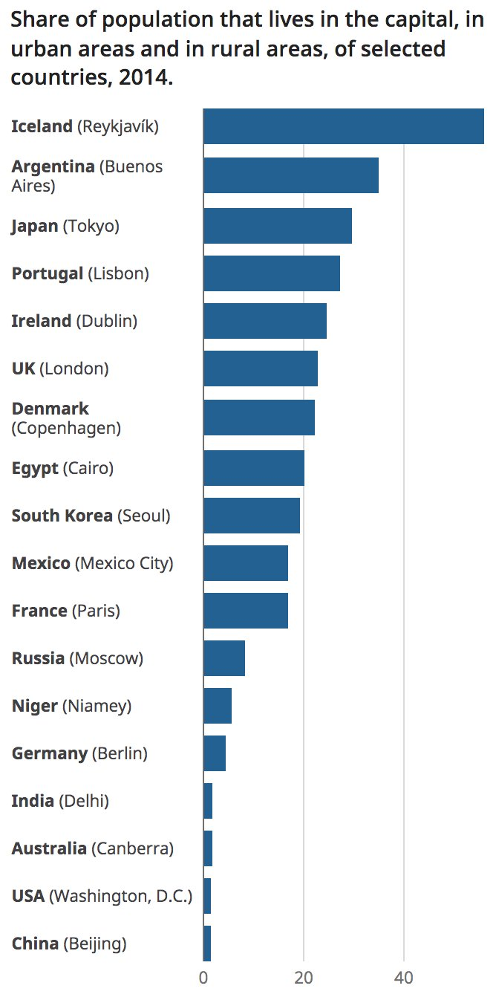 Share of population that lives in the capital, in
urban areas and in rural areas, of selected
countries, 2014.
Iceland (Reykjavík)
Argentina (Buenos
Aires)
Japan (Tokyo)
Portugal (Lisbon)
Ireland (Dublin)
UK (London)
Denmark
(Copenhagen)
Egypt (Cairo)
South Korea (Seoul)
Mexico (Mexico City)
France (Paris)
Russia (Moscow)
Niger (Niamey)
Germany (Berlin)
India (Delhi)
Australia (Canberra)
USA (Washington, D.C.)
China (Beijing)
0 20 40